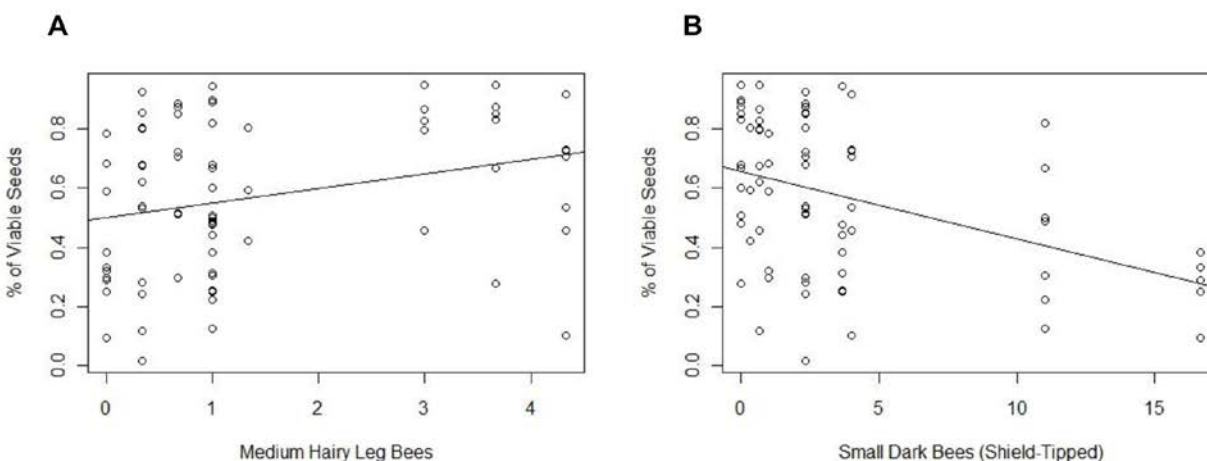 A
B
% of Viable Seeds
0.0 0.2 0.4 0.6 0.8
0 1 2 3 4
Medium Hairy Leg Bees
% of Viable Seeds
0.0 0.2 0.4 0.6 0.8
0 5 10 15
Small Dark Bees (Shield-Tipped)